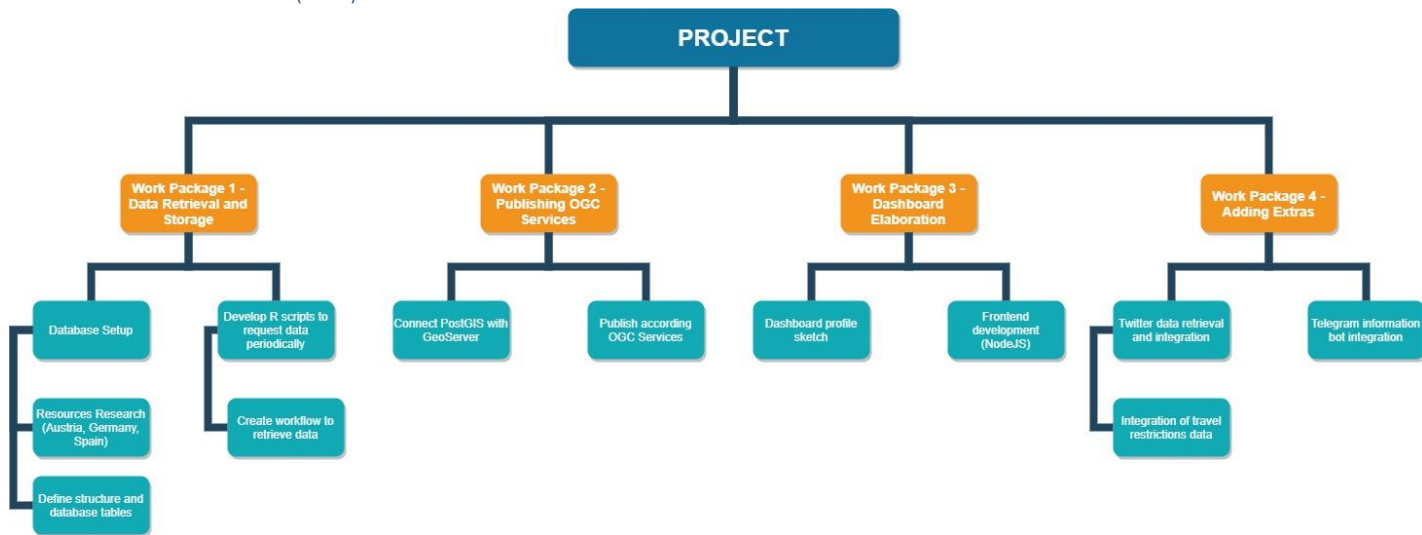 PROJECT
Work Package 1 -
Data Retrieval and
Storage
Work Package 2 -
Publishing OGC
Services
Work Package 3 -
Dashboard
Elaboration
Work Package 4 -
Adding Extras
Database Setup
Develop R scripts to
request data
periodically
Connect PostGIS with
GeoServer
Publish according
OGC Services
Dashboard profile
sketch
Frontend
development
(NodeJS)
Twitter data retrieval
and integration
Telegram information
bot integration
Resources Research
(Austria, Germany,
Spain)
Create workflow to
retrieve data
Integration of travel
restrictions data
Define structure and
database tables